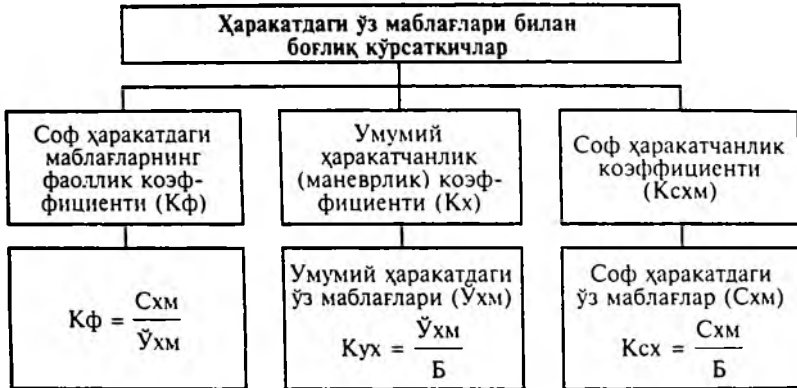 Ҳаракатдаги ўз маблағлари билан
боғлиқ кўрсаткичлар
Соф ҳаракатдаги
маблағларнинг
фаоллик коэф-
фициенти (Кф)
Умумий
ҳаракатчанлик
(маневрлик) коэф-
фициенти (Кх)
Соф ҳаракатчанлик
коэффициенти
(Ксхм)
Кф = Схм / Ўхм
Умумий ҳаракатдаги
ўз маблағлари (Ўхм)
Кух = Ўхм / Б
Соф ҳаракатдаги
ўз маблағлар (Схм)
Ксх = Схм / Б